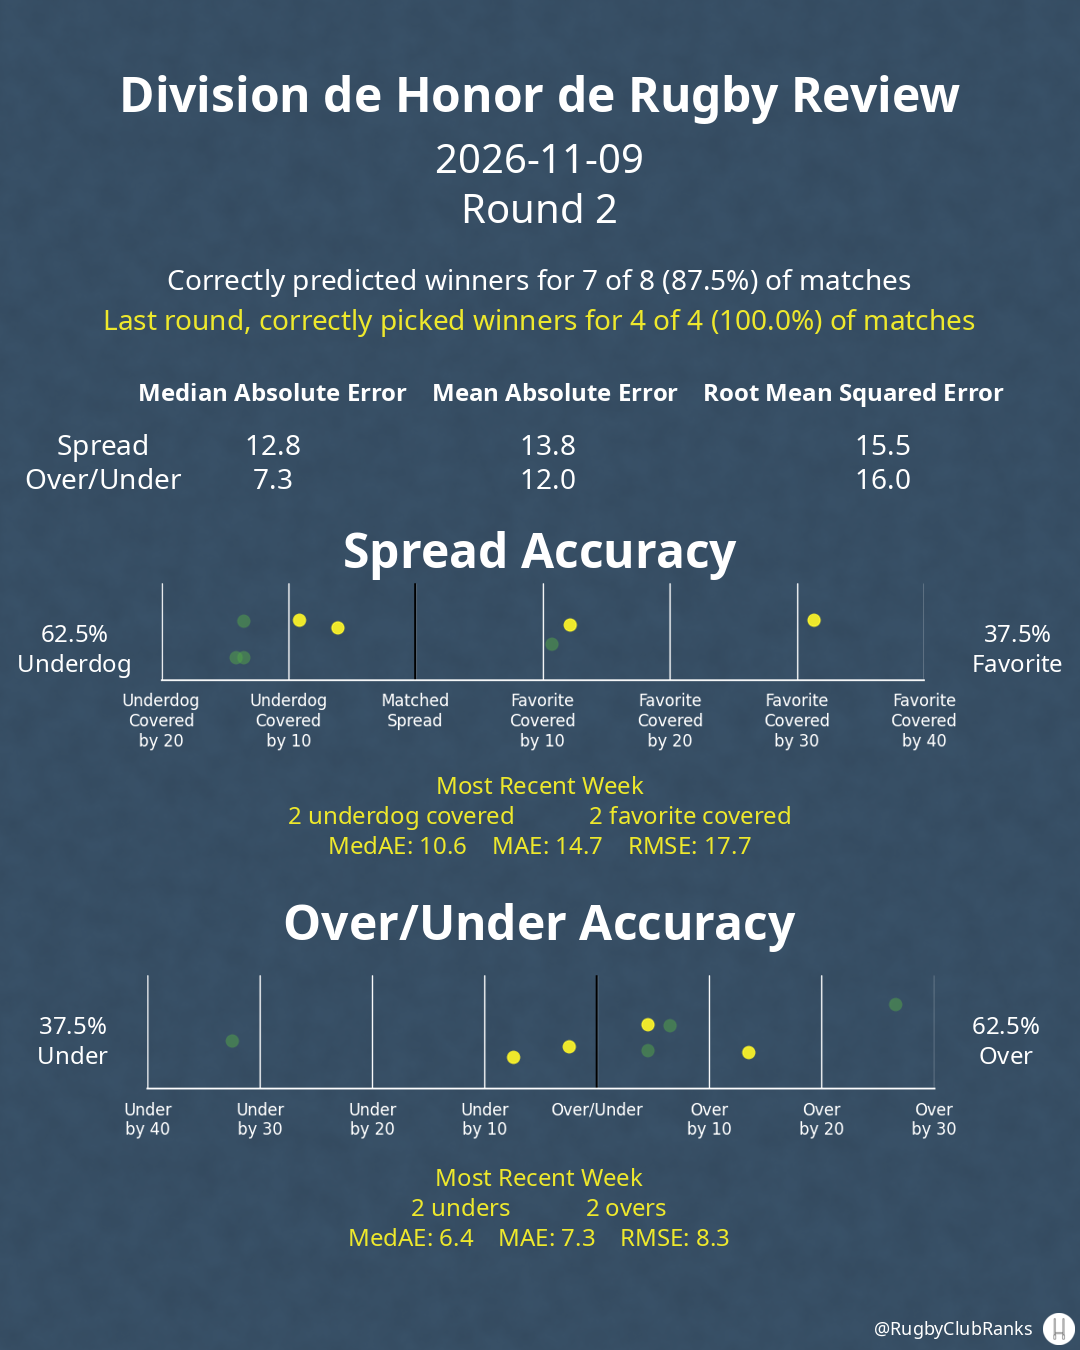 Division de Honor de Rugby Review
2026-11-09
Round 2
Correctly predicted winners for 7 of 8 (87.5%) of matches
Last round, correctly picked winners for 4 of 4 (100.0%) of matches
Median Absolute Error Mean Absolute Error Root Mean Squared Error
Spread 12.8 13.8 15.5
Over/Under 7.3 12.0 16.0
Spread Accuracy
62.5%
Underdog
37.5%
Favorite
Underdog Covered by 20
Underdog Covered by 10
Matched Spread
Favorite Covered by 10
Favorite Covered by 20
Favorite Covered by 30
Favorite Covered by 40
Most Recent Week
2 underdog covered 2 favorite covered
MedAE: 10.6 MAE: 14.7 RMSE: 17.7
Over/Under Accuracy
37.5%
Under
62.5%
Over
Under by 40
Under by 30
Under by 20
Under by 10
Over/Under
Over by 10
Over by 20
Over by 30
Most Recent Week
2 unders 2 overs
MedAE: 6.4 MAE: 7.3 RMSE: 8.3
@RugbyClubRanks